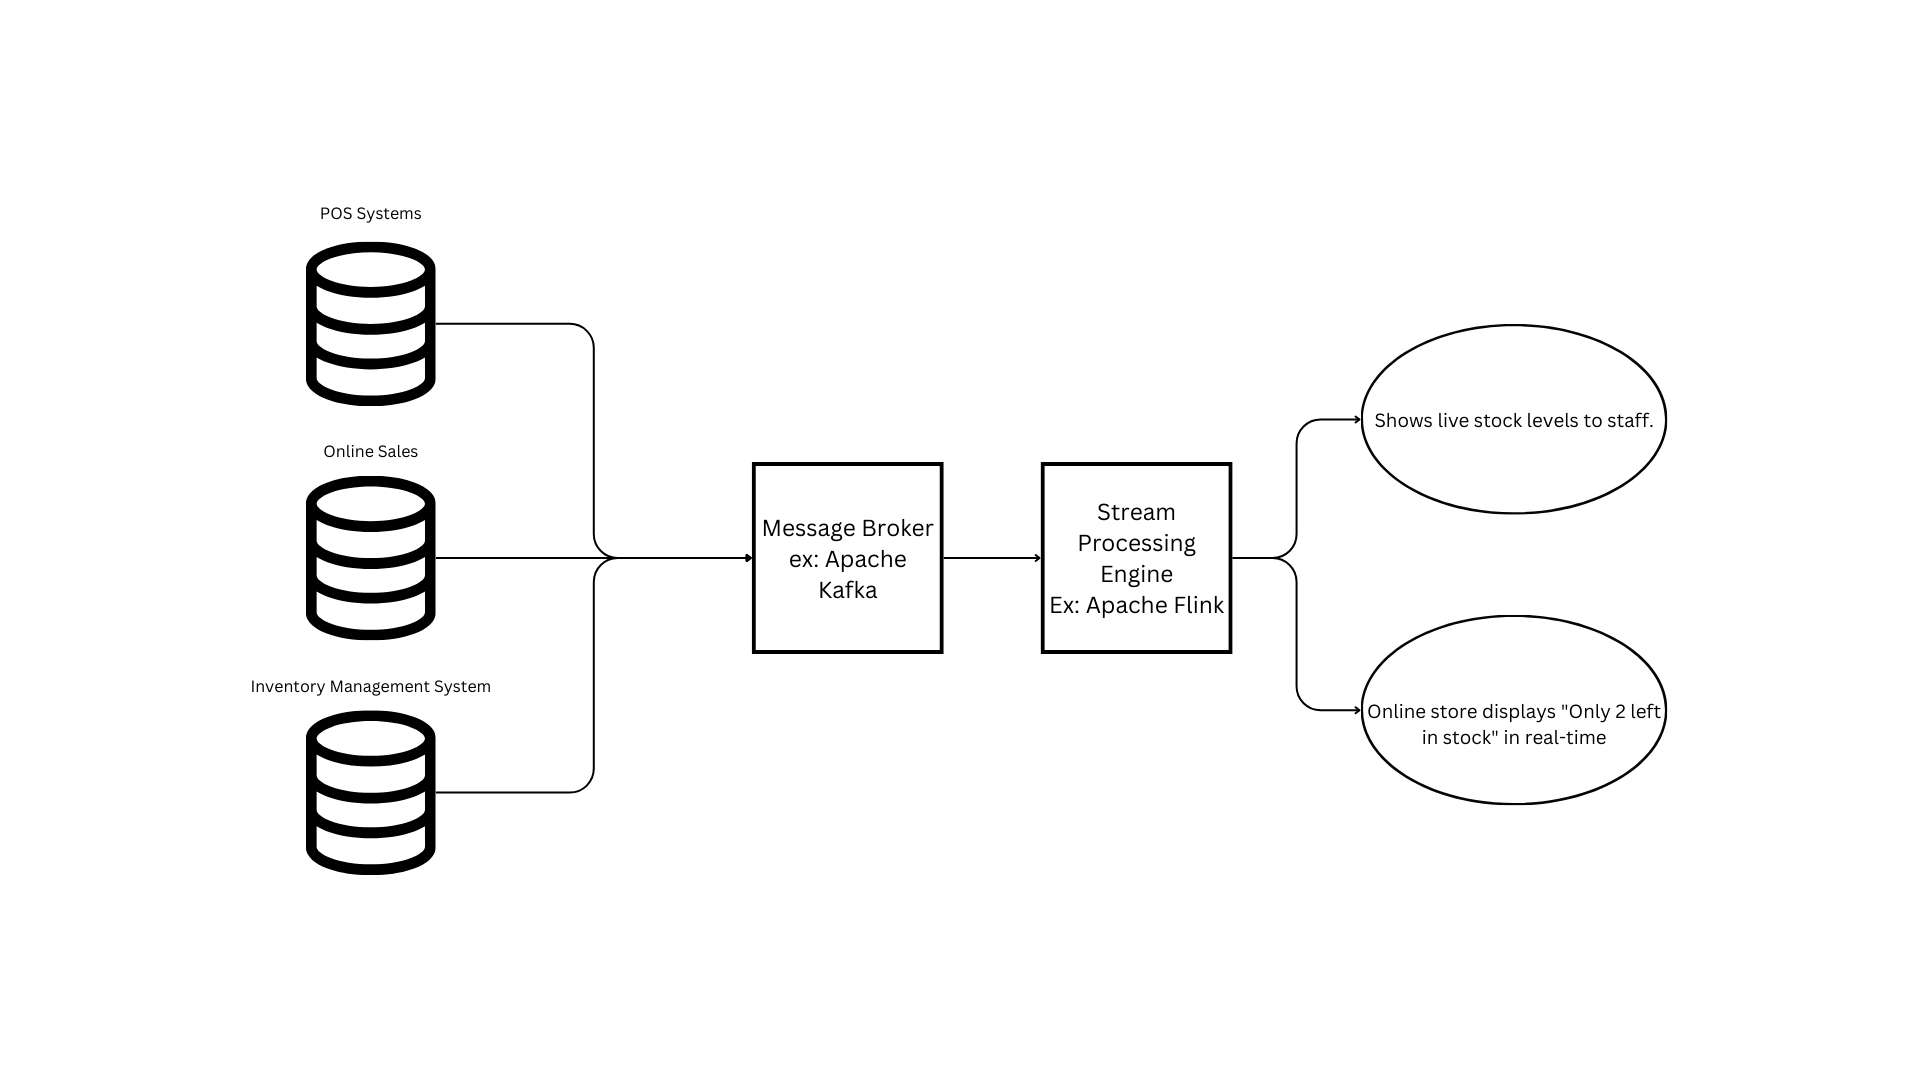 POS Systems
Online Sales
Inventory Management System
Message Broker
ex: Apache
Kafka
Stream
Processing
Engine
Ex: Apache Flink
Shows live stock levels to staff.
Online store displays "Only 2 left
in stock" in real-time